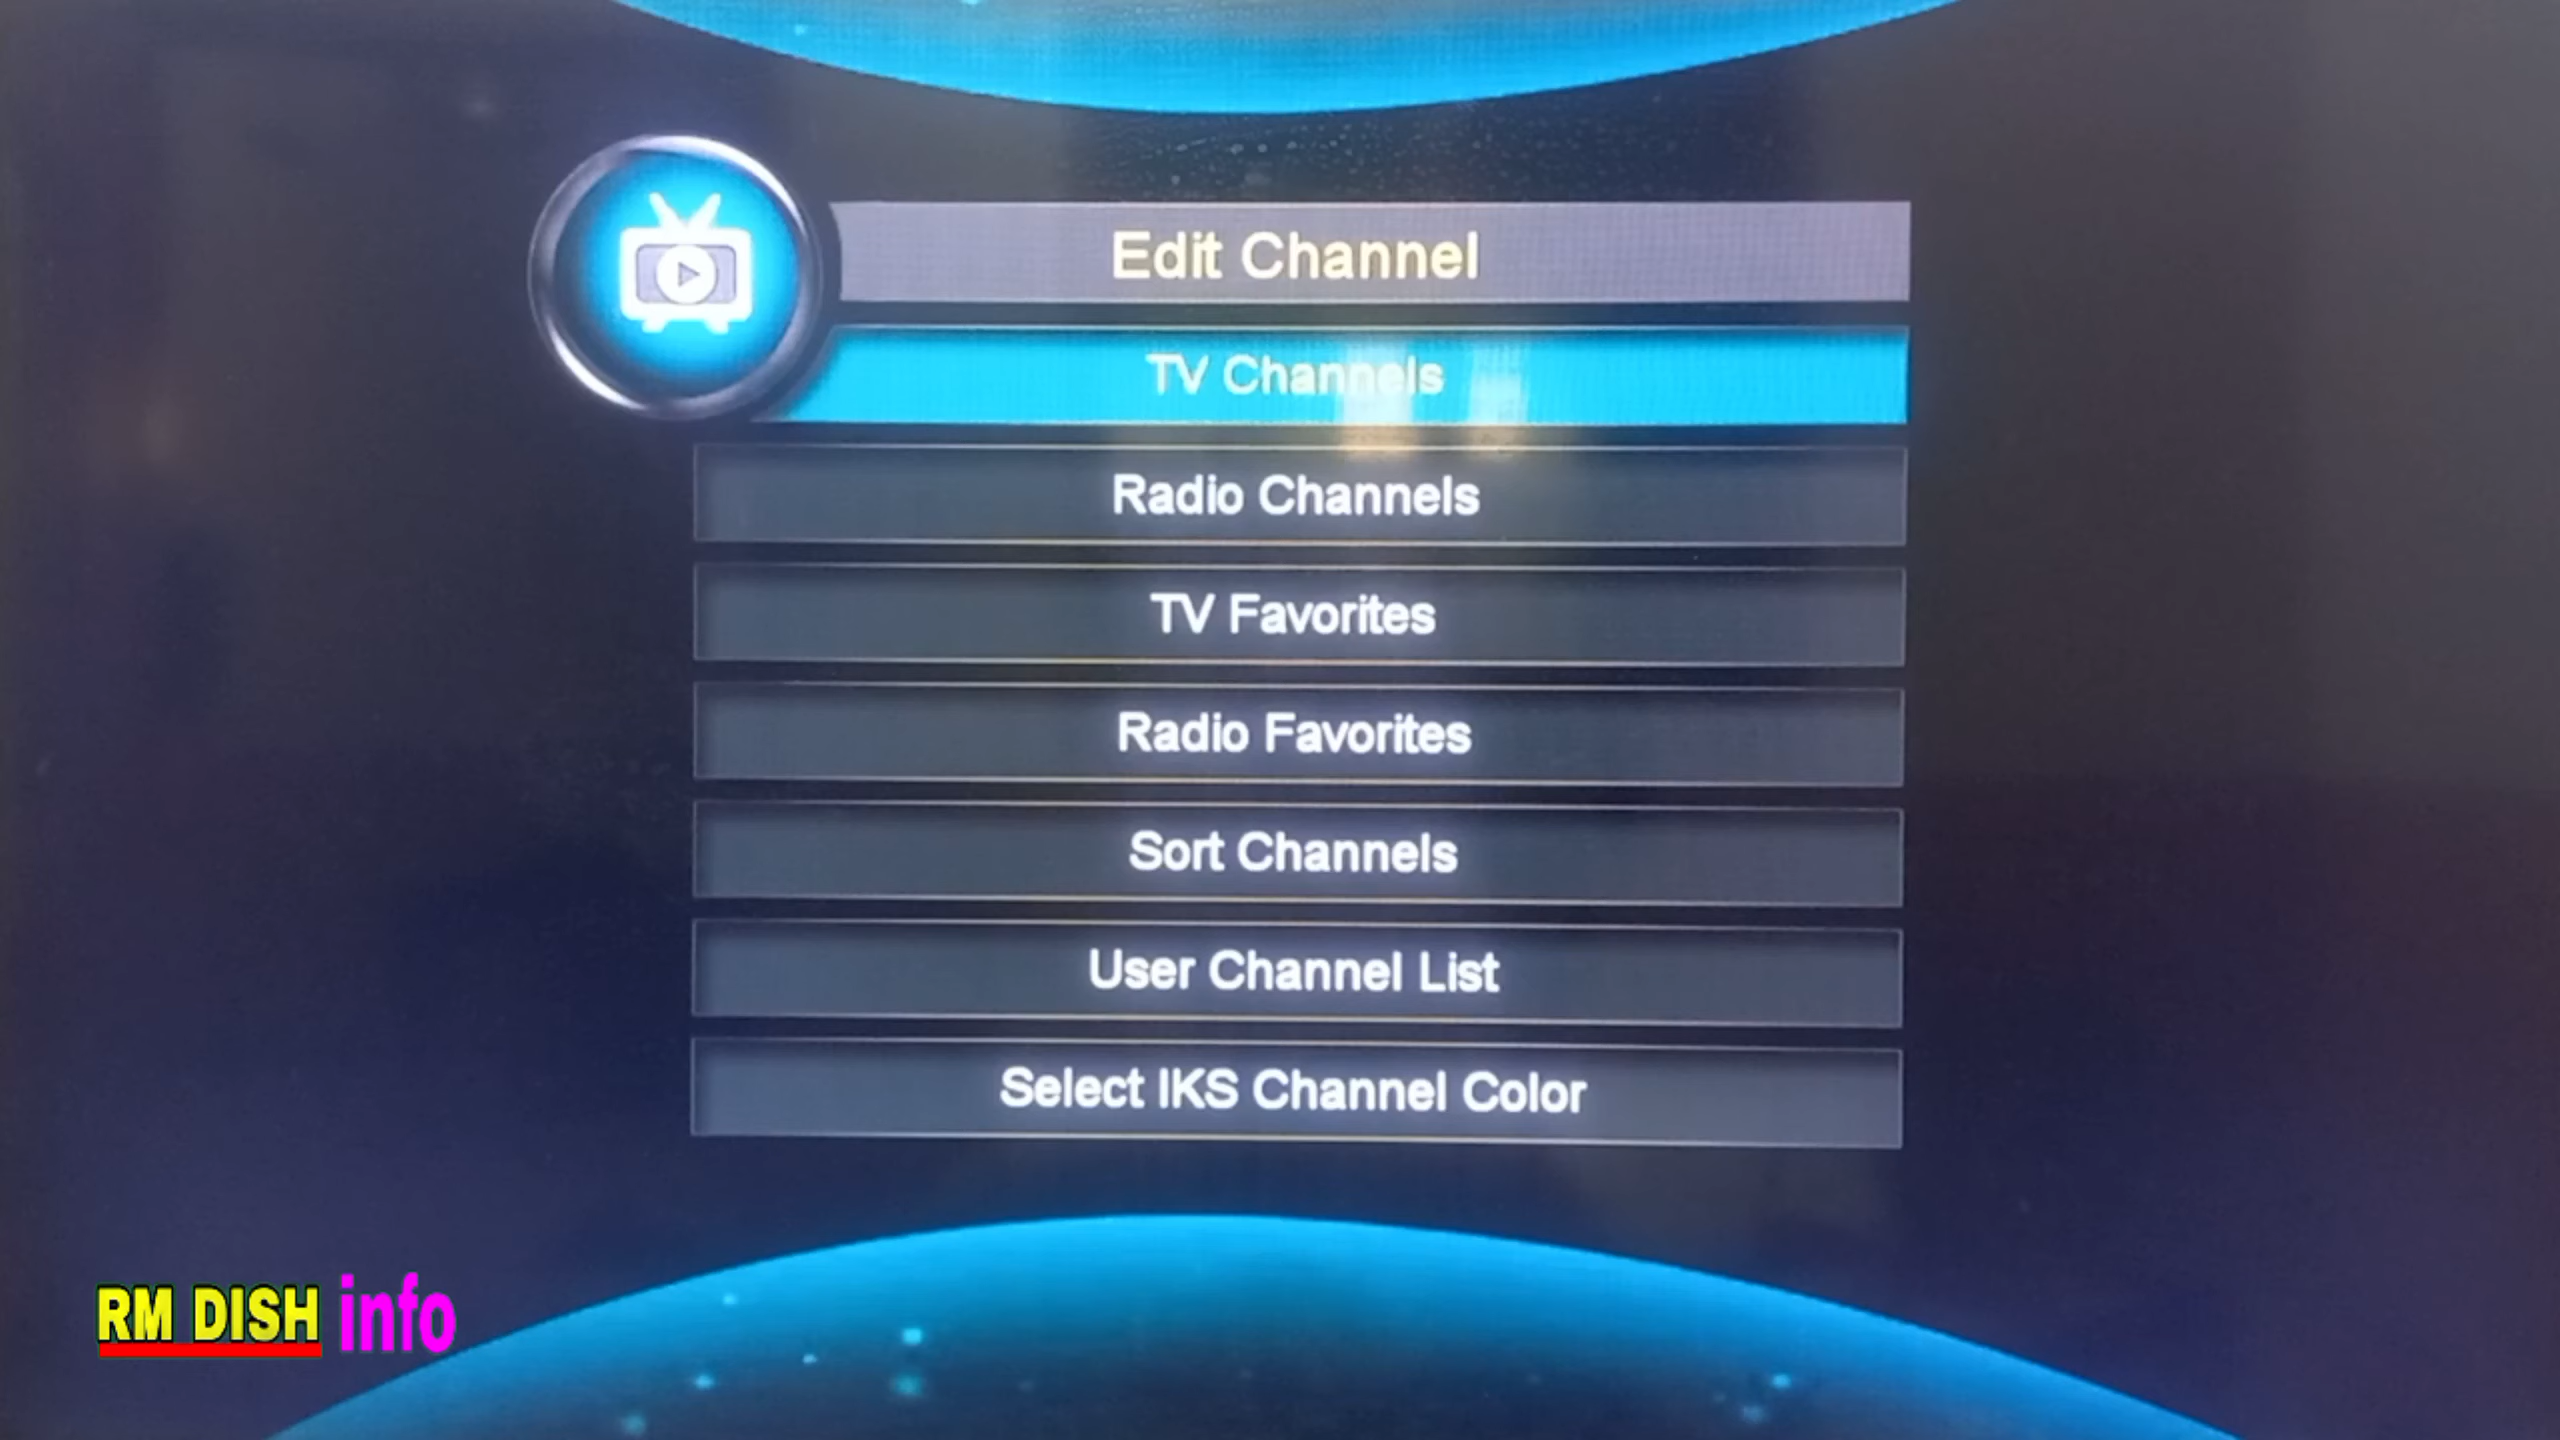 Edit Channel
TV Channels
Radio Channels
TV Favorites
Radio Favorites
Sort Channels
User Channel List
Select IKS Channel Color
RM DISH info